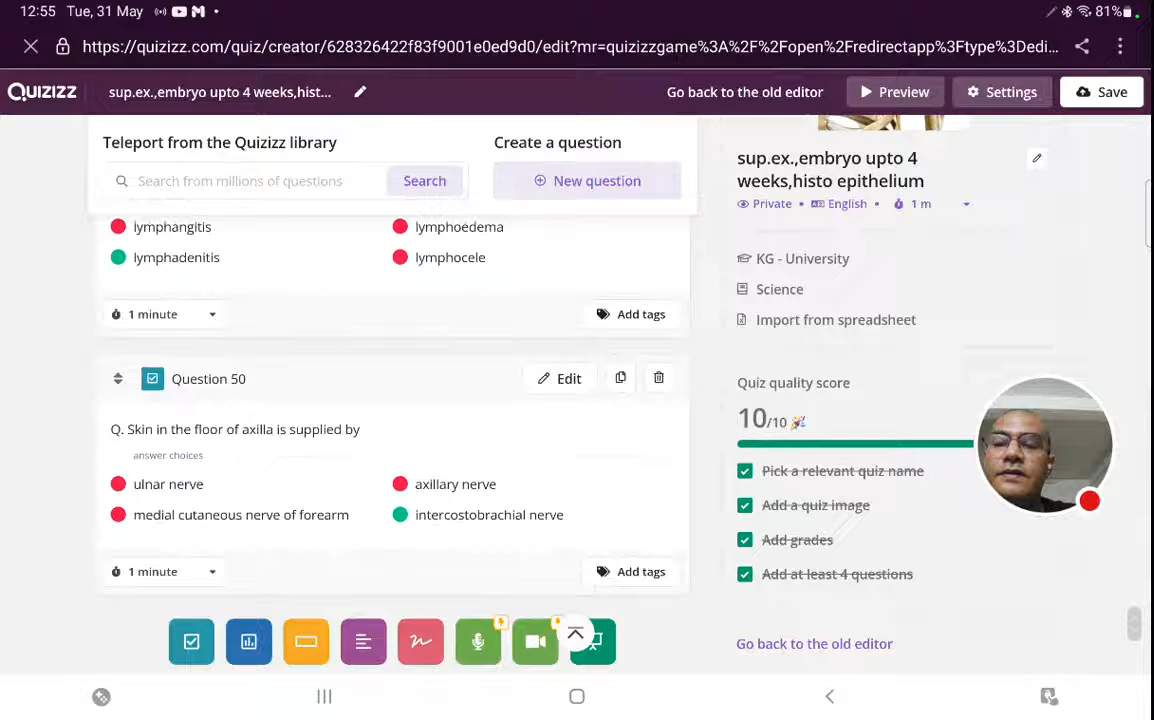 12:55 Tue, 31 May
81%
https://quizizz.com/quiz/creator/628326422f83f9001e0ed9d0/edit?mr=quizizzgame%3A%2F%2Fopen%2Fredirectapp%3Ftype%3Dedi...
QUIZIZZ
sup.ex.,embryo upto 4 weeks,hist...
Go back to the old editor
Preview
Settings
Save
Teleport from the Quizizz library
Create a question
Search from millions of questions
Search
New question
lymphangitis
lymphoedema
lymphadenitis
lymphocele
1 minute
Add tags
Question 50
Edit
Q. Skin in the floor of axilla is supplied by
answer choices
ulnar nerve
axillary nerve
medial cutaneous nerve of forearm
intercostobrachial nerve
1 minute
Add tags
sup.ex.,embryo upto 4
weeks,histo epithelium
Private • English • 1 m
KG - University
Science
Import from spreadsheet
Quiz quality score
10/10
Pick a relevant quiz name
Add a quiz image
Add grades
Add at least 4 questions
Go back to the old editor